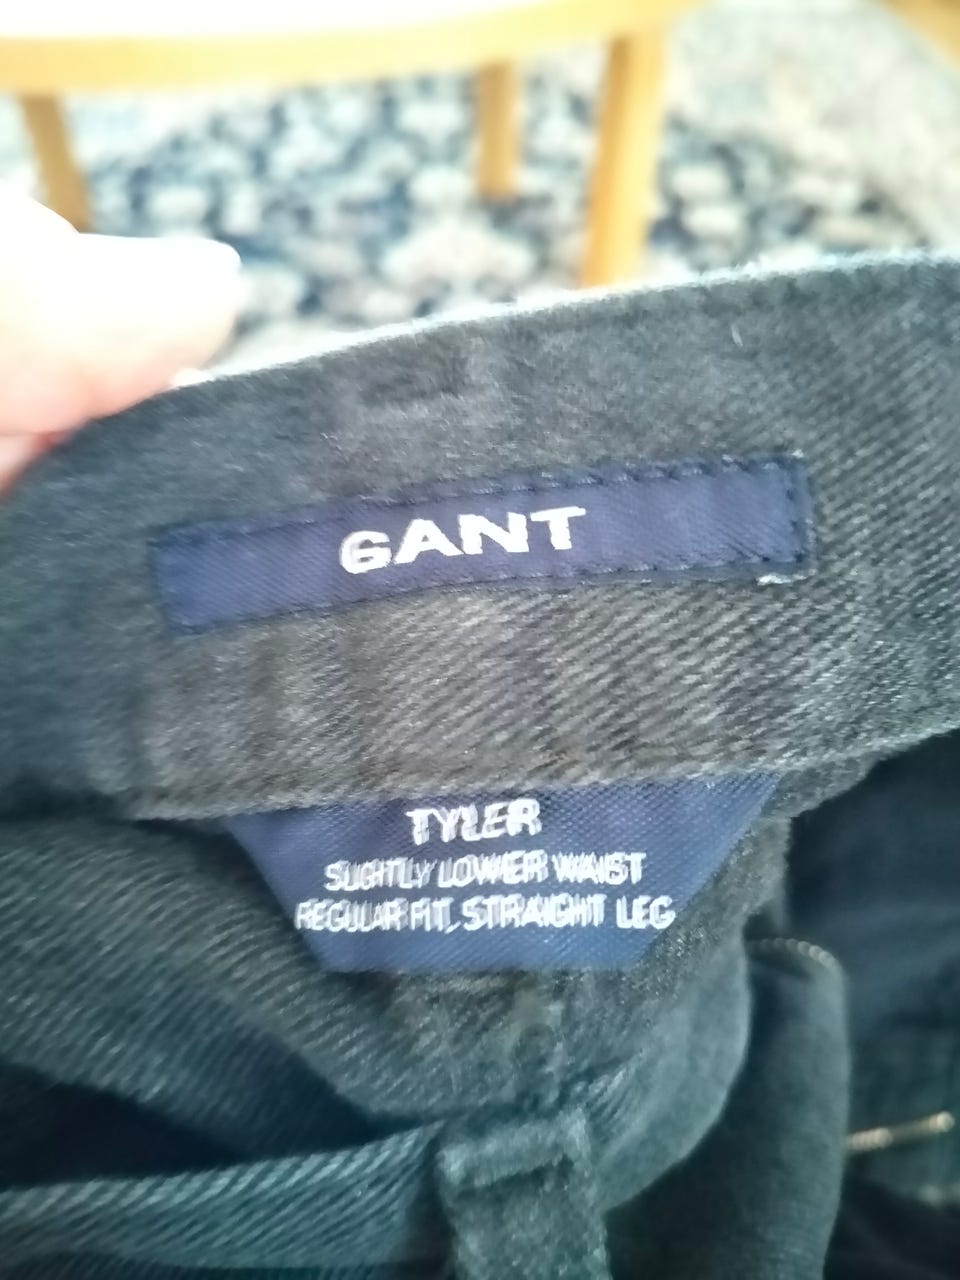 GANT
TYLER
SLIGHTLY LOWER WAIST
REGULAR FIT, STRAIGHT LEG